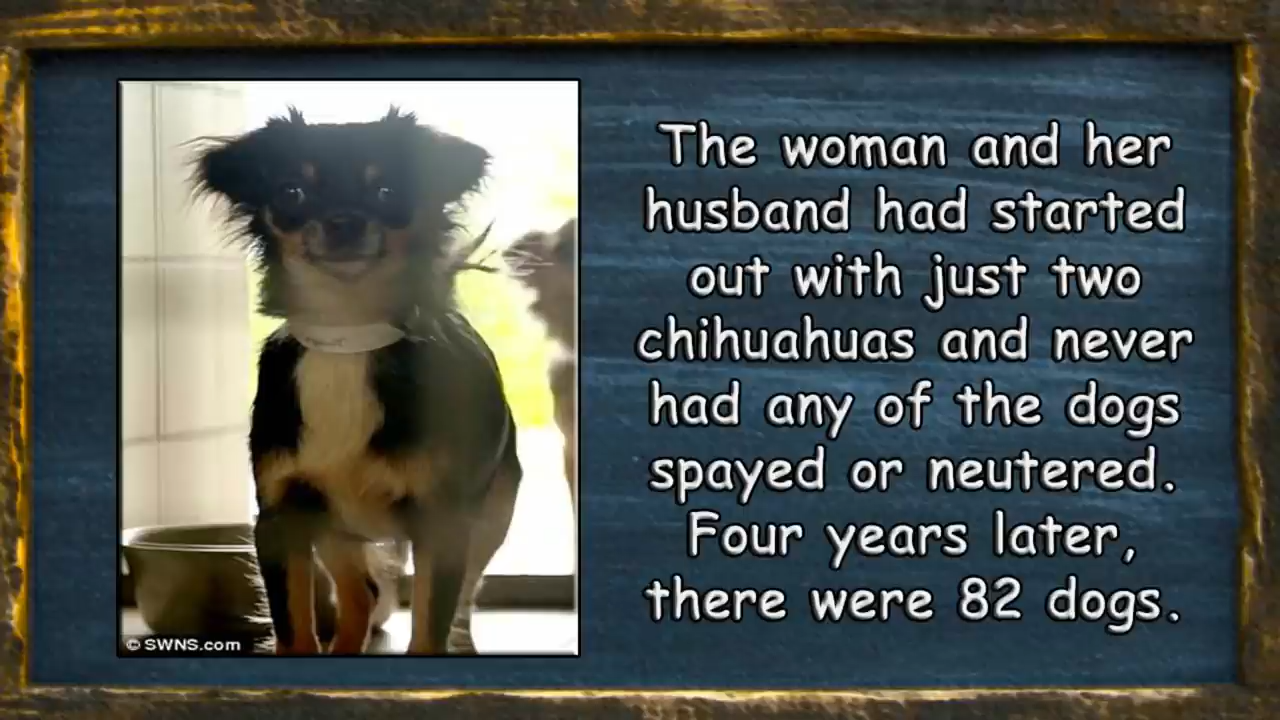 The woman and her
husband had started
out with just two
chihuahuas and never
had any of the dogs
spayed or neutered.
Four years later,
there were 82 dogs.
© SWNS.com